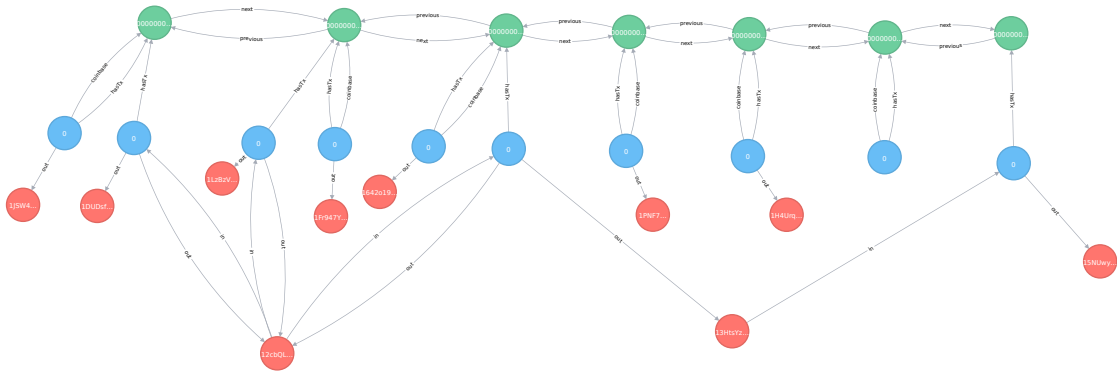 next
previous
previous
next
previous
next
previous
next
previous
next
next
previous
0000000...
0000000...
0000000...
0000000...
0000000...
0000000...
0000000...
coinbase
hasTx
hasTx
hasTx
hasTx
coinbase
hasTx
coinbase
hasTx
hasTx
coinbase
coinbase
hasTx
coinbase
hasTx
hasTx
0
0
0
0
0
0
0
0
0
0
out
out
out
out
out
out
out
1JSW4...
1DUDsf...
1LzBzV...
1Fr947Y...
1642o19...
1PNF7...
1H4Urq...
out
in
in
out
in
out
out
in
out
15NUwy...
13HtsYz...
12cbQL...